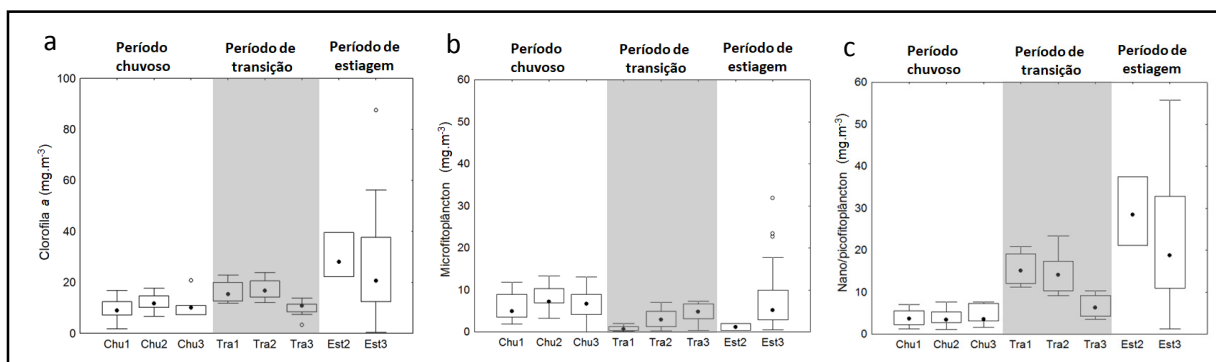 a
Período chuvoso
Período de transição
Período de estiagem
Clorofila a (mg.m-3)
100
80
60
40
20
0
Chu1 Chu2 Chu3 Tra1 Tra2 Tra3 Est2 Est3
b
Período chuvoso
Período de transição
Período de estiagem
Microfitoplâncton (mg.m-3)
60
50
40
30
20
10
0
Chu1 Chu2 Chu3 Tra1 Tra2 Tra3 Est2 Est3
c
Período chuvoso
Período de transição
Período de estiagem
Nano/picofitoplâncton (mg.m-3)
60
50
40
30
20
10
0
Chu1 Chu2 Chu3 Tra1 Tra2 Tra3 Est2 Est3